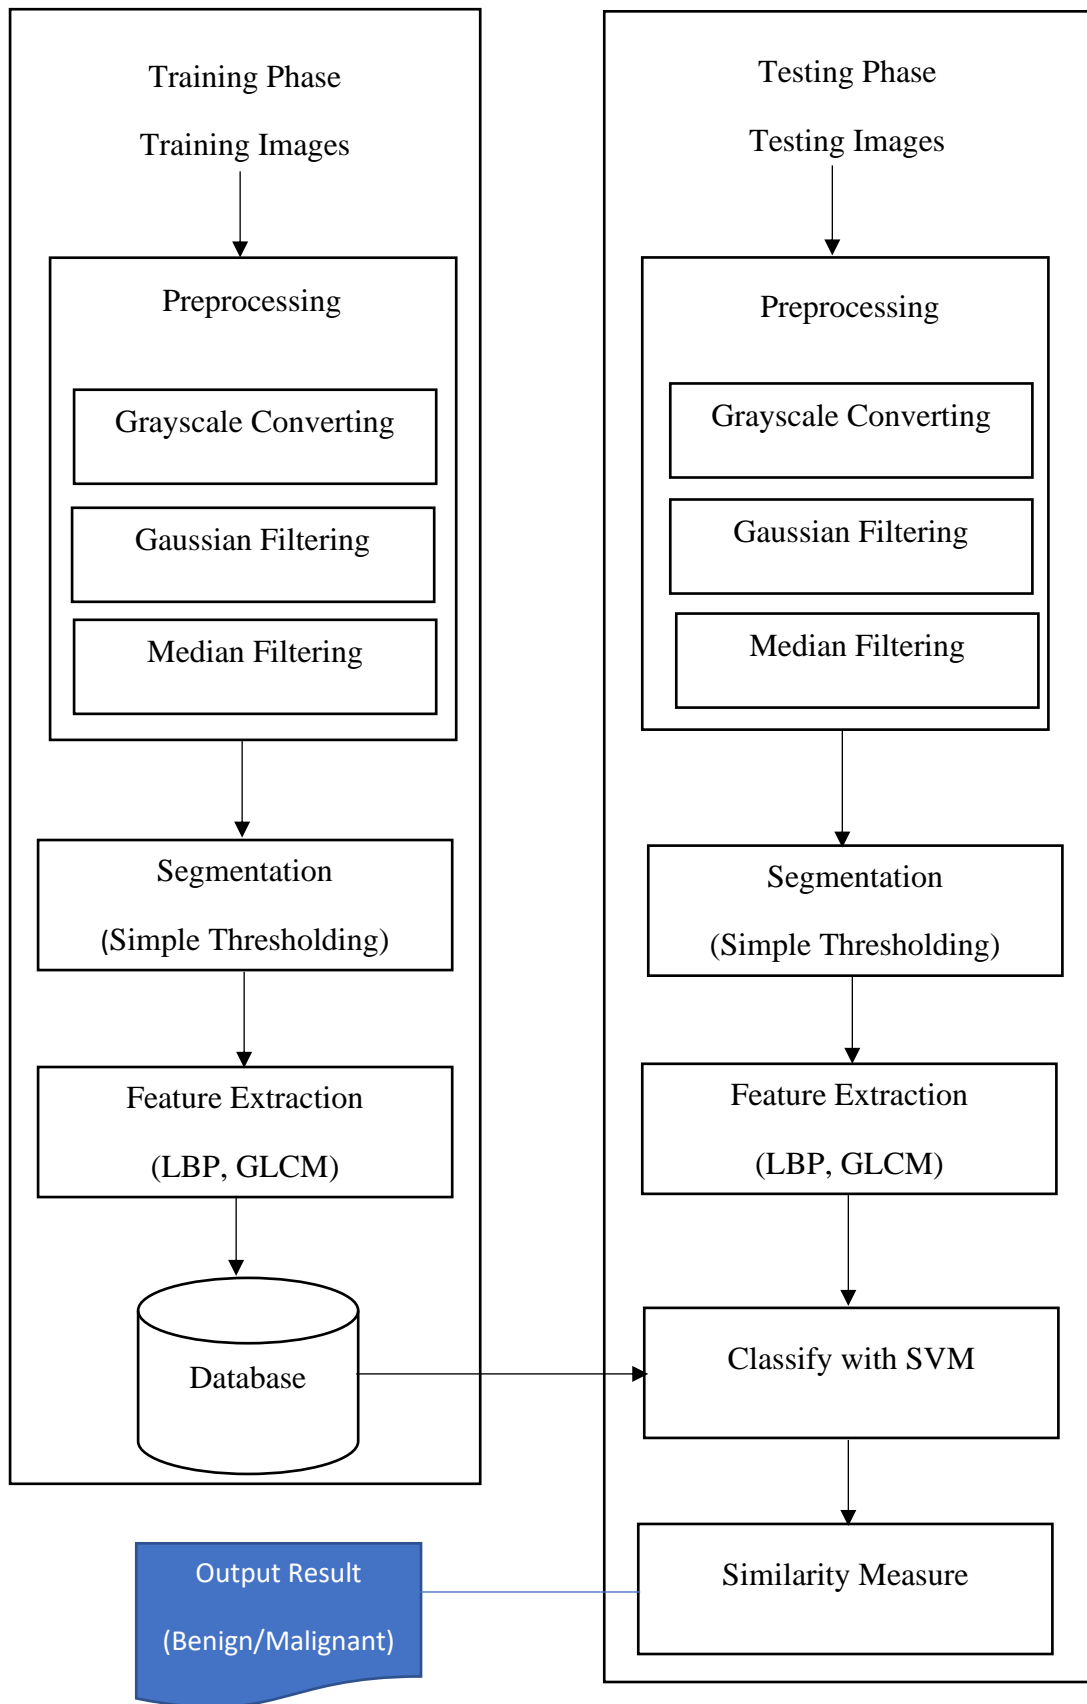 Training Phase
Training Images
Preprocessing
Grayscale Converting
Gaussian Filtering
Median Filtering
Segmentation
(Simple Thresholding)
Feature Extraction
(LBP, GLCM)
Database
Testing Phase
Testing Images
Preprocessing
Grayscale Converting
Gaussian Filtering
Median Filtering
Segmentation
(Simple Thresholding)
Feature Extraction
(LBP, GLCM)
Classify with SVM
Similarity Measure
Output Result
(Benign/Malignant)